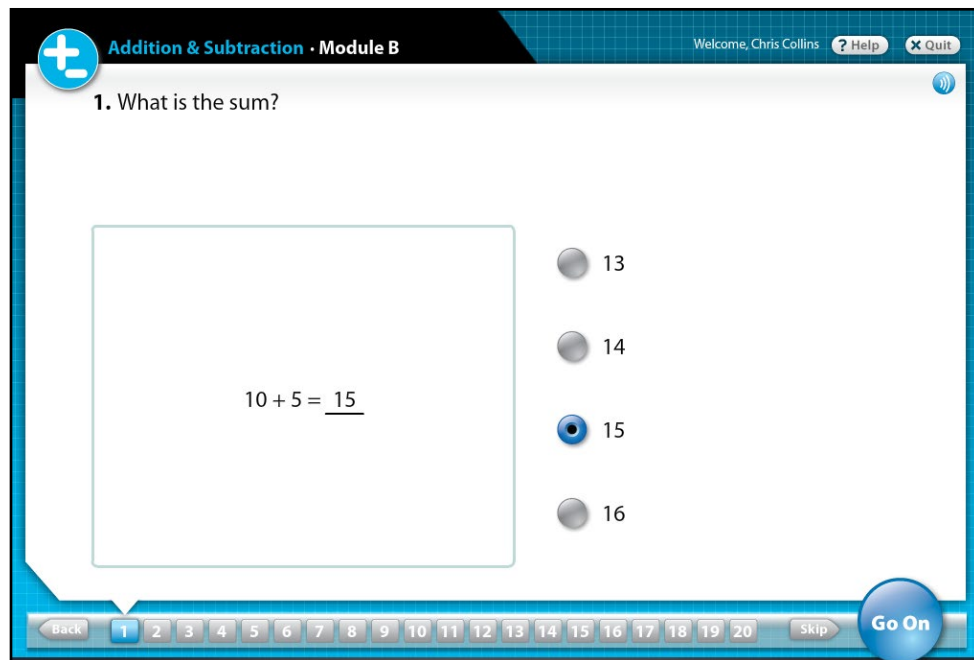 Addition & Subtraction · Module B
Welcome, Chris Collins
? Help
X Quit
1. What is the sum?
10 + 5 = 15
13
14
15
16
Back
1 2 3 4 5 6 7 8 9 10 11 12 13 14 15 16 17 18 19 20
Skip
Go On